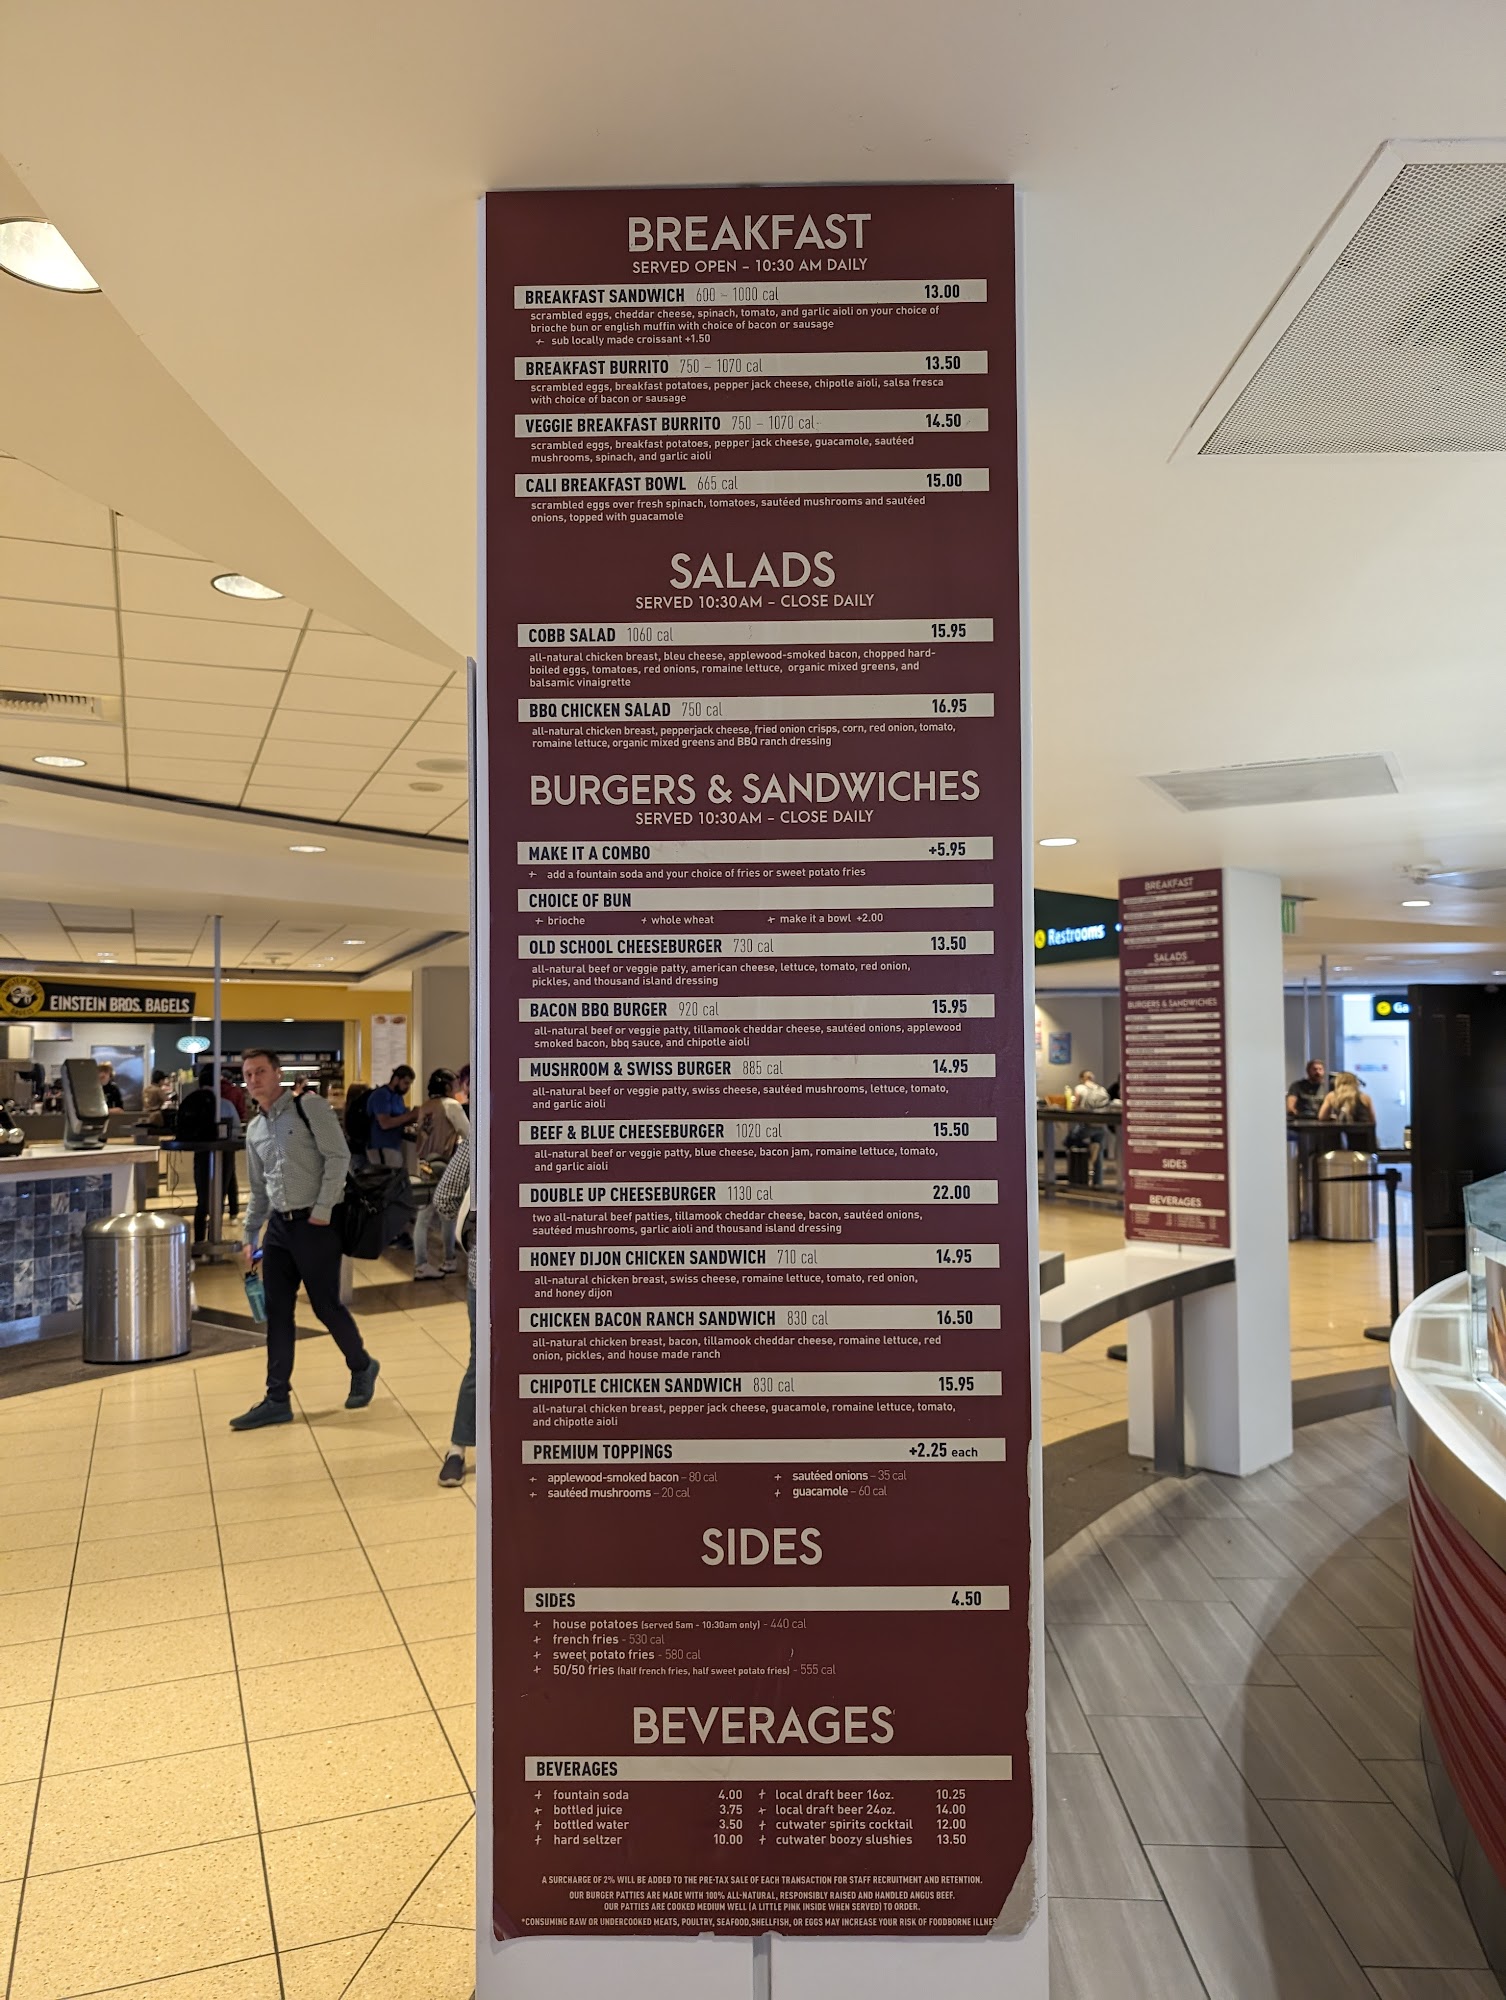 BREAKFAST
SERVED OPEN – 10:30 AM DAILY
BREAKFAST SANDWICH 600 – 1000 cal 13.00
scrambled eggs, cheddar cheese, spinach, tomato, and garlic aioli on your choice of
brioche bun or english muffin with choice of bacon or sausage
+ sub locally made croissant +1.50
BREAKFAST BURRITO 750 – 1070 cal 13.50
scrambled eggs, breakfast potatoes, pepper jack cheese, chipotle aioli, salsa fresca
with choice of bacon or sausage
VEGGIE BREAKFAST BURRITO 750 – 1070 cal 14.50
scrambled eggs, breakfast potatoes, pepper jack cheese, guacamole, sautéed
mushrooms, spinach, and garlic aioli
CALI BREAKFAST BOWL 665 cal 15.00
scrambled eggs over fresh spinach, tomatoes, sautéed mushrooms and sautéed
onions, topped with guacamole
SALADS
SERVED 10:30AM – CLOSE DAILY
COBB SALAD 1060 cal 15.95
all-natural chicken breast, bleu cheese, applewood-smoked bacon, chopped hard-
boiled eggs, tomatoes, red onions, romaine lettuce, organic mixed greens, and
balsamic vinaigrette
BBQ CHICKEN SALAD 750 cal 16.95
all-natural chicken breast, pepperjack cheese, fried onion crisps, corn, red onion, tomato,
romaine lettuce, organic mixed greens and BBQ ranch dressing
BURGERS & SANDWICHES
SERVED 10:30AM – CLOSE DAILY
MAKE IT A COMBO +5.95
+ add a fountain soda and your choice of fries or sweet potato fries
CHOICE OF BUN
+ brioche + whole wheat + make it a bowl +2.00
OLD SCHOOL CHEESEBURGER 730 cal 13.50
all-natural beef or veggie patty, american cheese, lettuce, tomato, red onion,
pickles, and thousand island dressing
BACON BBQ BURGER 920 cal 15.95
all-natural beef or veggie patty, tillamook cheddar cheese, sautéed onions, applewood
smoked bacon, bbq sauce, and chipotle aioli
MUSHROOM & SWISS BURGER 885 cal 14.95
all-natural beef or veggie patty, swiss cheese, sautéed mushrooms, lettuce, tomato,
and garlic aioli
BEEF & BLUE CHEESEBURGER 1020 cal 15.50
all-natural beef or veggie patty, blue cheese, bacon jam, romaine lettuce, tomato,
and garlic aioli
DOUBLE UP CHEESEBURGER 1130 cal 22.00
two all-natural beef patties, tillamook cheddar cheese, bacon, sautéed onions,
sautéed mushrooms, garlic aioli and thousand island dressing
HONEY DIJON CHICKEN SANDWICH 710 cal 14.95
all-natural chicken breast, swiss cheese, romaine lettuce, tomato, red onion,
and honey dijon
CHICKEN BACON RANCH SANDWICH 830 cal 16.50
all-natural chicken breast, bacon, tillamook cheddar cheese, romaine lettuce, red
onion, pickles, and house made ranch
CHIPOTLE CHICKEN SANDWICH 830 cal 15.95
all-natural chicken breast, pepper jack cheese, guacamole, romaine lettuce, tomato,
and chipotle aioli
PREMIUM TOPPINGS +2.25 each
+ applewood-smoked bacon – 80 cal + sautéed onions – 35 cal
+ sautéed mushrooms – 20 cal + guacamole – 60 cal
SIDES
SIDES 4.50
+ house potatoes (served 5am - 10:30am only) - 440 cal
+ french fries - 530 cal
+ sweet potato fries - 580 cal
+ 50/50 fries (half french fries, half sweet potato fries) - 555 cal
BEVERAGES
BEVERAGES
+ fountain soda 4.00 + local draft beer 16oz. 10.25
+ bottled juice 3.75 + local draft beer 24oz. 14.00
+ bottled water 3.50 + cutwater spirits cocktail 12.00
+ hard seltzer 10.00 + cutwater boozy slushies 13.50
A SURCHARGE OF 2% WILL BE ADDED TO THE PRE-TAX SALE OF EACH TRANSACTION FOR STAFF RECRUITMENT AND RETENTION.
OUR BURGER PATTIES ARE MADE WITH 100% ALL-NATURAL, RESPONSIBLY RAISED AND HANDLED ANGUS BEEF.
OUR PATTIES ARE COOKED MEDIUM WELL (A LITTLE PINK INSIDE WHEN SERVED) TO ORDER.
*CONSUMING RAW OR UNDERCOOKED MEATS, POULTRY, SEAFOOD,SHELLFISH, OR EGGS MAY INCREASE YOUR RISK OF FOODBORNE ILLNES
EINSTEIN BROS. BAGELS
Restrooms
Ga
BREAKFAST
SALADS
BURGERS & SANDWICHES
SIDES
BEVERAGES